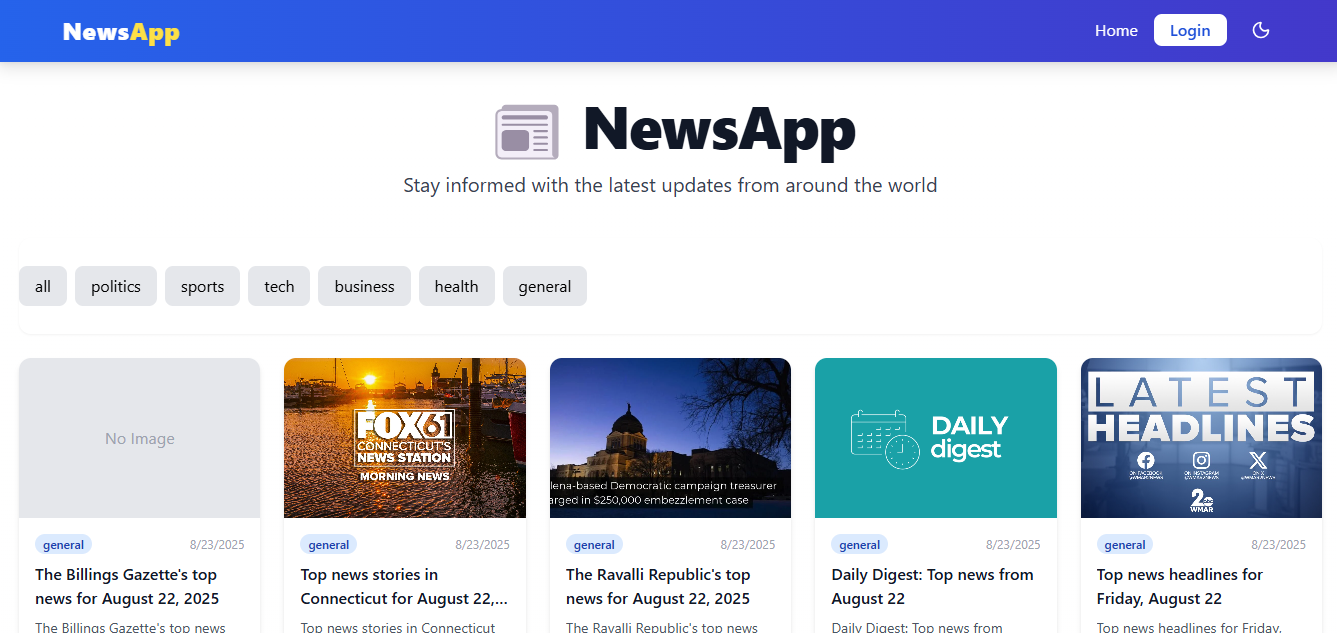 NewsApp
Home
Login
NewsApp
Stay informed with the latest updates from around the world
all
politics
sports
tech
business
health
general
No Image
FOX61
CONNECTICUT'S
NEWS STATION
MORNING NEWS
lena-based Democratic campaign treasurer
arged in $250,000 embezzlement case
DAILY
digest
LATEST
HEADLINES
ON FACEBOOK
ON INSTAGRAM
ON X
2
WMAR
general
8/23/2025
The Billings Gazette's top
news for August 22, 2025
The Billings Gazette's top news
general
8/23/2025
Top news stories in
Connecticut for August 22,...
Top news stories in Connecticut
general
8/23/2025
The Ravalli Republic's top
news for August 22, 2025
The Ravalli Republic's top news
general
8/23/2025
Daily Digest: Top news from
August 22
Daily Digest: Top news from
general
8/23/2025
Top news headlines for
Friday, August 22
Top news headlines for Friday,